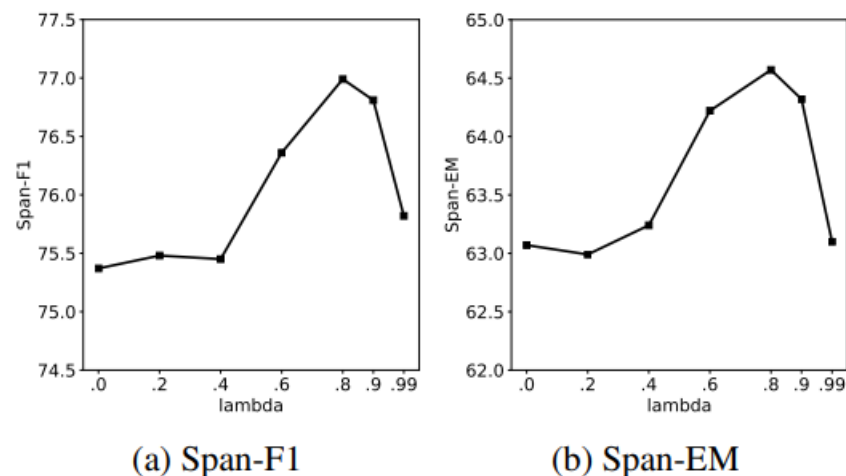 77.5
77.0
76.5
76.0
75.5
75.0
74.5
Span-F1
.0 .2 .4 .6 .8 .9 .99
lambda
(a) Span-F1
65.0
64.5
64.0
63.5
63.0
62.5
62.0
Span-EM
.0 .2 .4 .6 .8 .9 .99
lambda
(b) Span-EM